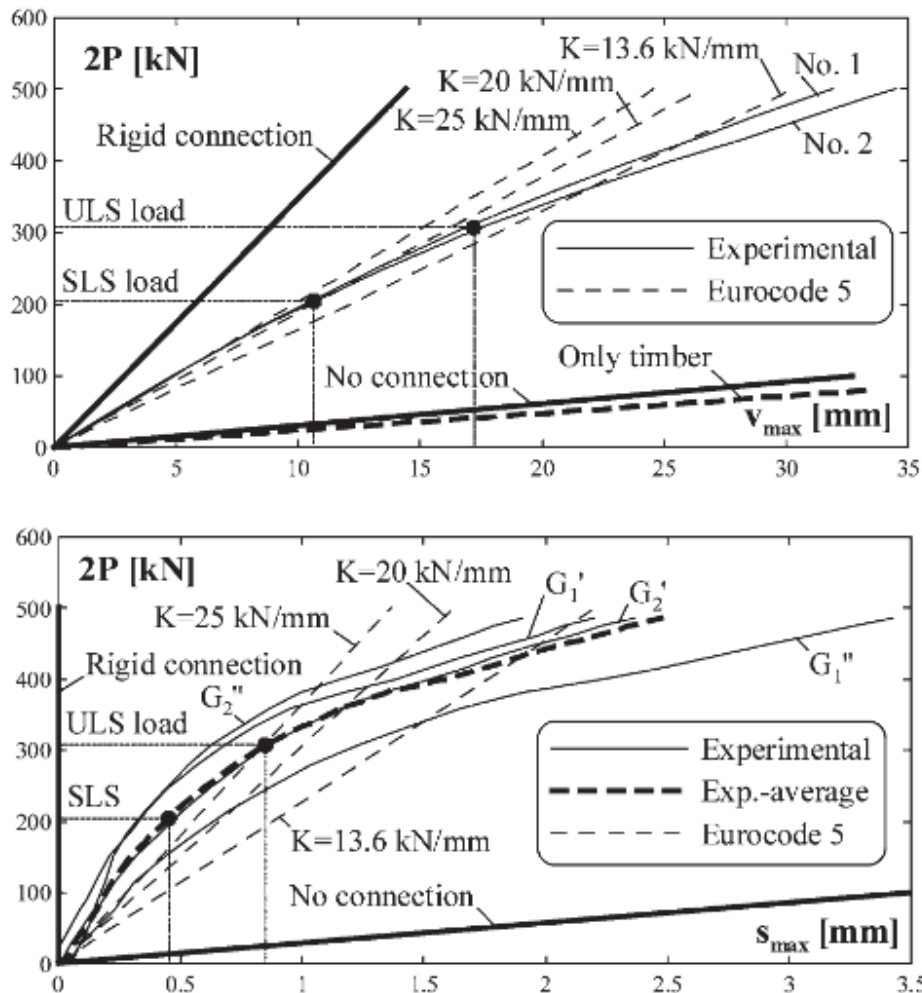 600
2P [kN]
K=13.6 kN/mm
No. 1
500
K=20 kN/mm
K=25 kN/mm
Rigid connection
No. 2
400
ULS load
300
Experimental
SLS load
Eurocode 5
200
Only timber
No connection
100
v_max [mm]
0
0 5 10 15 20 25 30 35
600
2P [kN]
K=20 kN/mm
G₁'
G₂'
500
K=25 kN/mm
Rigid connection
G₁"
400
G₂"
ULS load
300
Experimental
SLS
Exp.-average
200
K=13.6 kN/mm
Eurocode 5
No connection
100
s_max [mm]
0
0 0.5 1 1.5 2 2.5 3 3.5